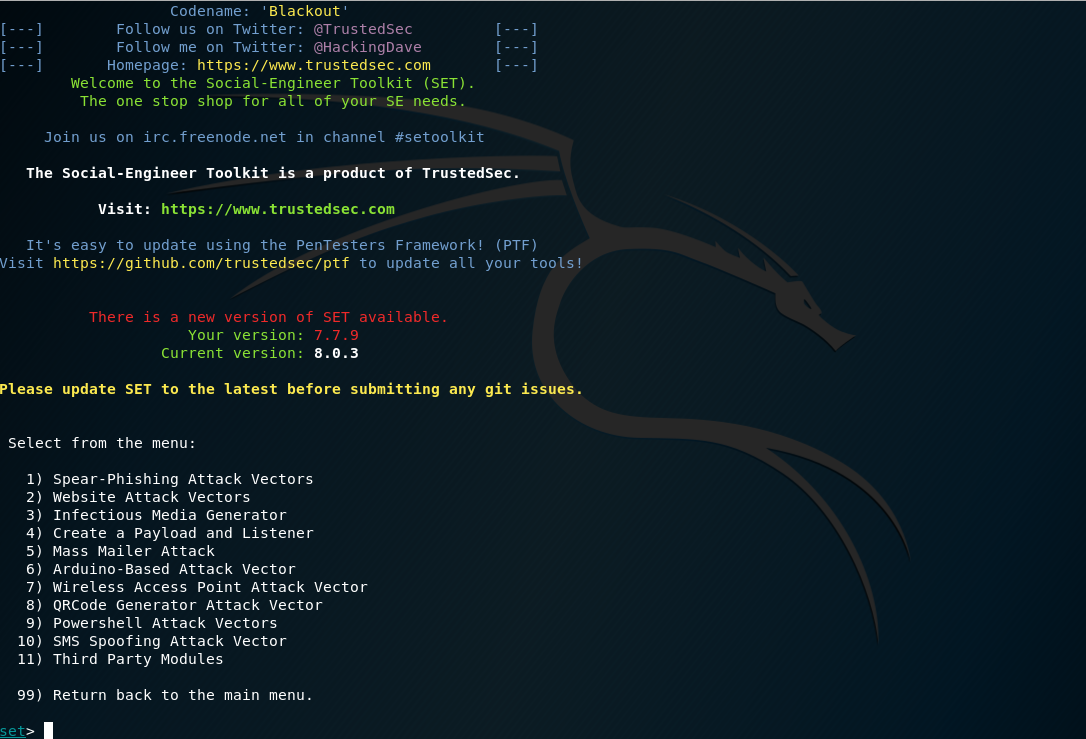 Codename: 'Blackout'
[---] Follow us on Twitter: @TrustedSec [---]
[---] Follow me on Twitter: @HackingDave [---]
[---] Homepage: https://www.trustedsec.com [---]
Welcome to the Social-Engineer Toolkit (SET).
The one stop shop for all of your SE needs.
Join us on irc.freenode.net in channel #setoolkit
The Social-Engineer Toolkit is a product of TrustedSec.
Visit: https://www.trustedsec.com
It's easy to update using the PenTesters Framework! (PTF)
Visit https://github.com/trustedsec/ptf to update all your tools!
There is a new version of SET available.
Your version: 7.7.9
Current version: 8.0.3
Please update SET to the latest before submitting any git issues.
Select from the menu:
1) Spear-Phishing Attack Vectors
2) Website Attack Vectors
3) Infectious Media Generator
4) Create a Payload and Listener
5) Mass Mailer Attack
6) Arduino-Based Attack Vector
7) Wireless Access Point Attack Vector
8) QRCode Generator Attack Vector
9) Powershell Attack Vectors
10) SMS Spoofing Attack Vector
11) Third Party Modules
99) Return back to the main menu.
set>